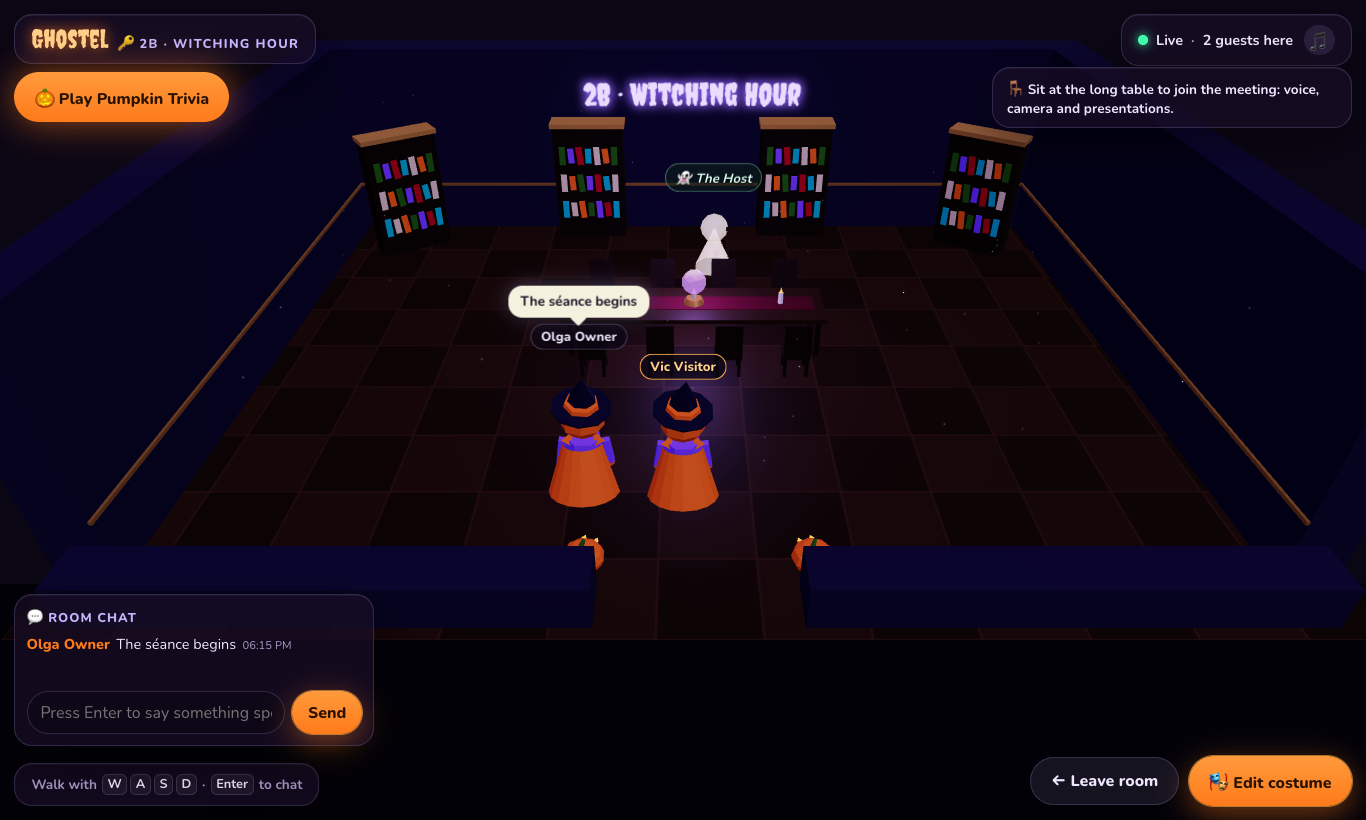 GHOSTEL 🔑 2B · WITCHING HOUR
🎃 Play Pumpkin Trivia
Live · 2 guests here
🪑 Sit at the long table to join the meeting: voice,
camera and presentations.
2B · WITCHING HOUR
👻 The Host
The séance begins
Olga Owner
Vic Visitor
💬 ROOM CHAT
Olga Owner The séance begins 06:15 PM
Press Enter to say something sp
Send
Walk with W A S D · Enter to chat
← Leave room
🎭 Edit costume